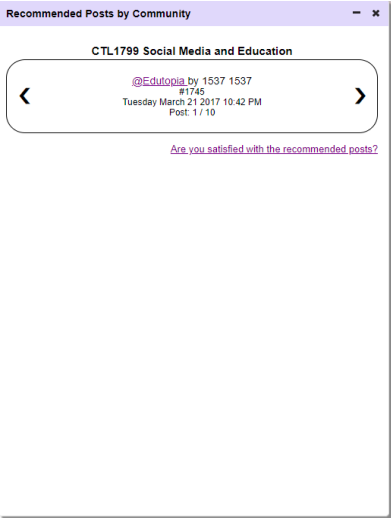 Recommended Posts by Community
CTL1799 Social Media and Education
@Edutopia by 1537 1537
#1745
Tuesday March 21 2017 10:42 PM
Post: 1 / 10
Are you satisfied with the recommended posts?